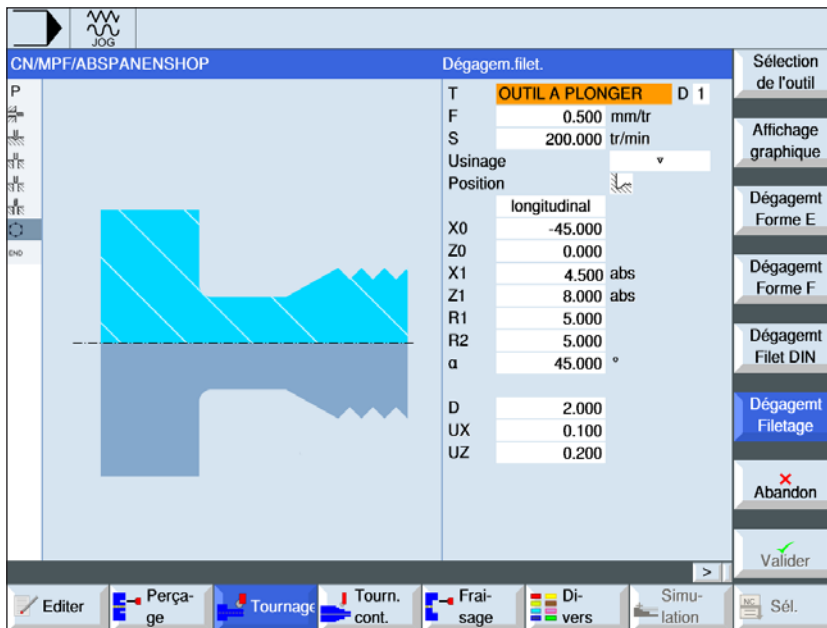 JOG
CN/MPF/ABSPANENSHOP
Dégagem.filet.
P
END
T OUTIL A PLONGER D 1
F 0.500 mm/tr
S 200.000 tr/min
Usinage
Position
longitudinal
X0 -45.000
Z0 0.000
X1 4.500 abs
Z1 8.000 abs
R1 5.000
R2 5.000
α 45.000 °
D 2.000
UX 0.100
UZ 0.200
Sélection
de l'outil
Affichage
graphique
Dégagemt
Forme E
Dégagemt
Forme F
Dégagemt
Filet DIN
Dégagemt
Filetage
Abandon
Valider
>
Editer
Perça-
ge
Tournage
Tourn.
cont.
Frai-
sage
Di-
vers
Simu-
lation
NC
Sél.